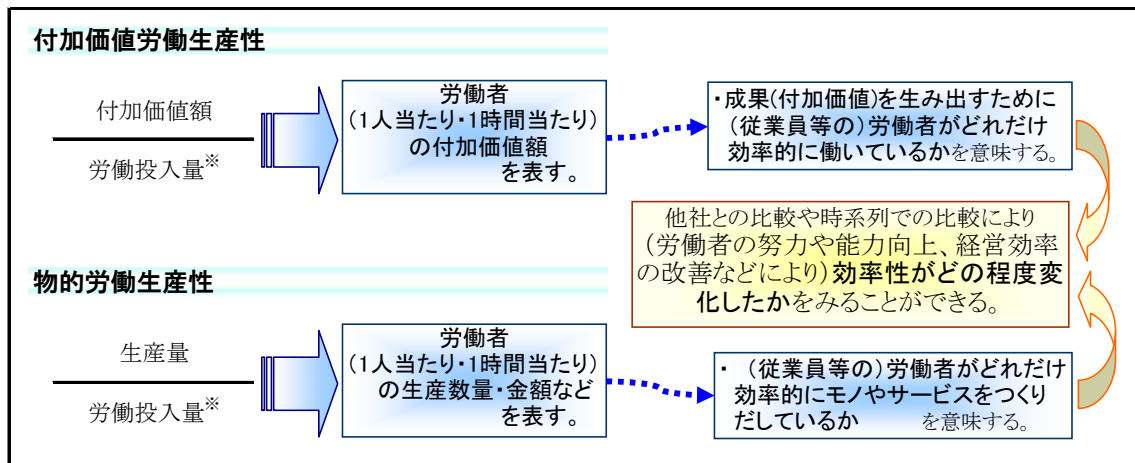 付加価値労働生産性
付加価値額
労働投入量※
労働者
(1人当たり・1時間当たり)
の付加価値額
を表す。
・成果(付加価値)を生み出すために
(従業員等の)労働者がどれだけ
効率的に働いているかを意味する。
他社との比較や時系列での比較により
(労働者の努力や能力向上、経営効率
の改善などにより)効率性がどの程度変
化したかをみることができる。
物的労働生産性
生産量
労働投入量※
労働者
(1人当たり・1時間当たり)
の生産数量・金額など
を表す。
・ (従業員等の)労働者がどれだけ
効率的にモノやサービスをつくり
だしているか を意味する。